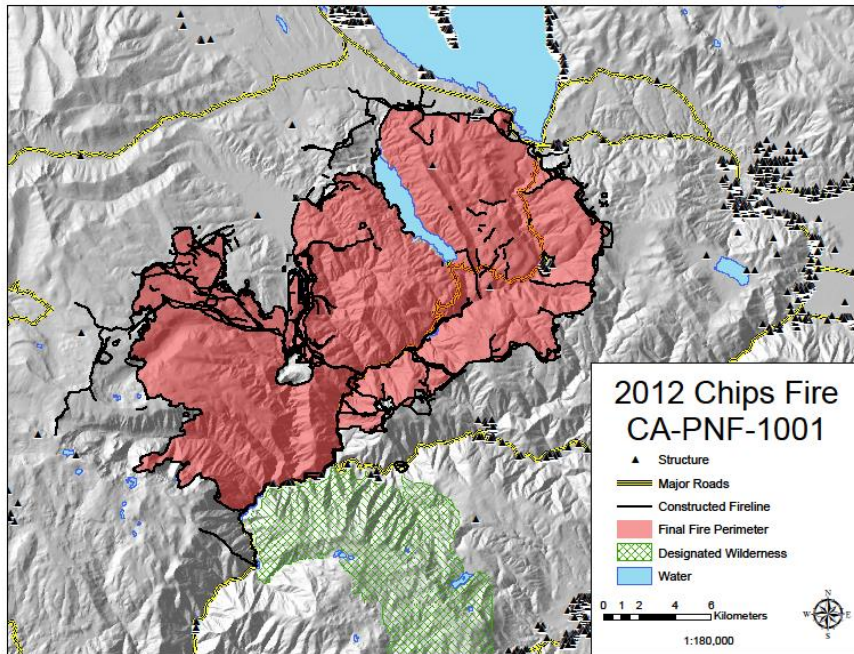 2012 Chips Fire
CA-PNF-1001
Structure
Major Roads
Constructed Fireline
Final Fire Perimeter
Designated Wilderness
Water
0 1 2 4 6
Kilometers
1:180,000
N
W E
S